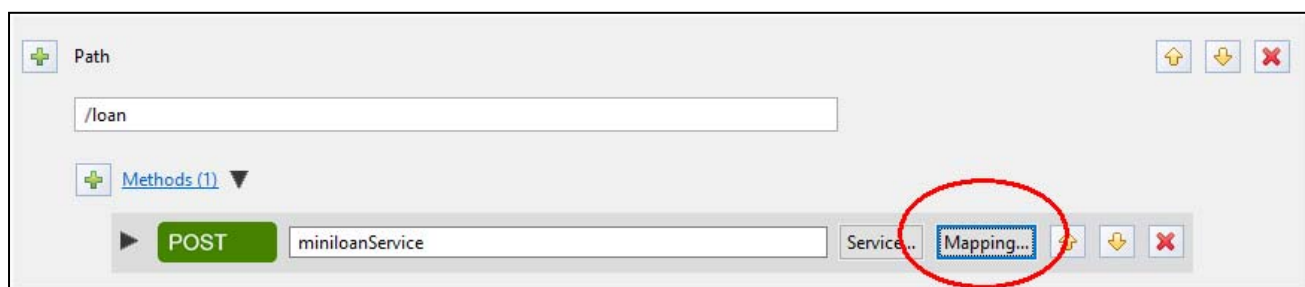 Path
/loan
Methods (1)
POST miniloanService Service... Mapping...